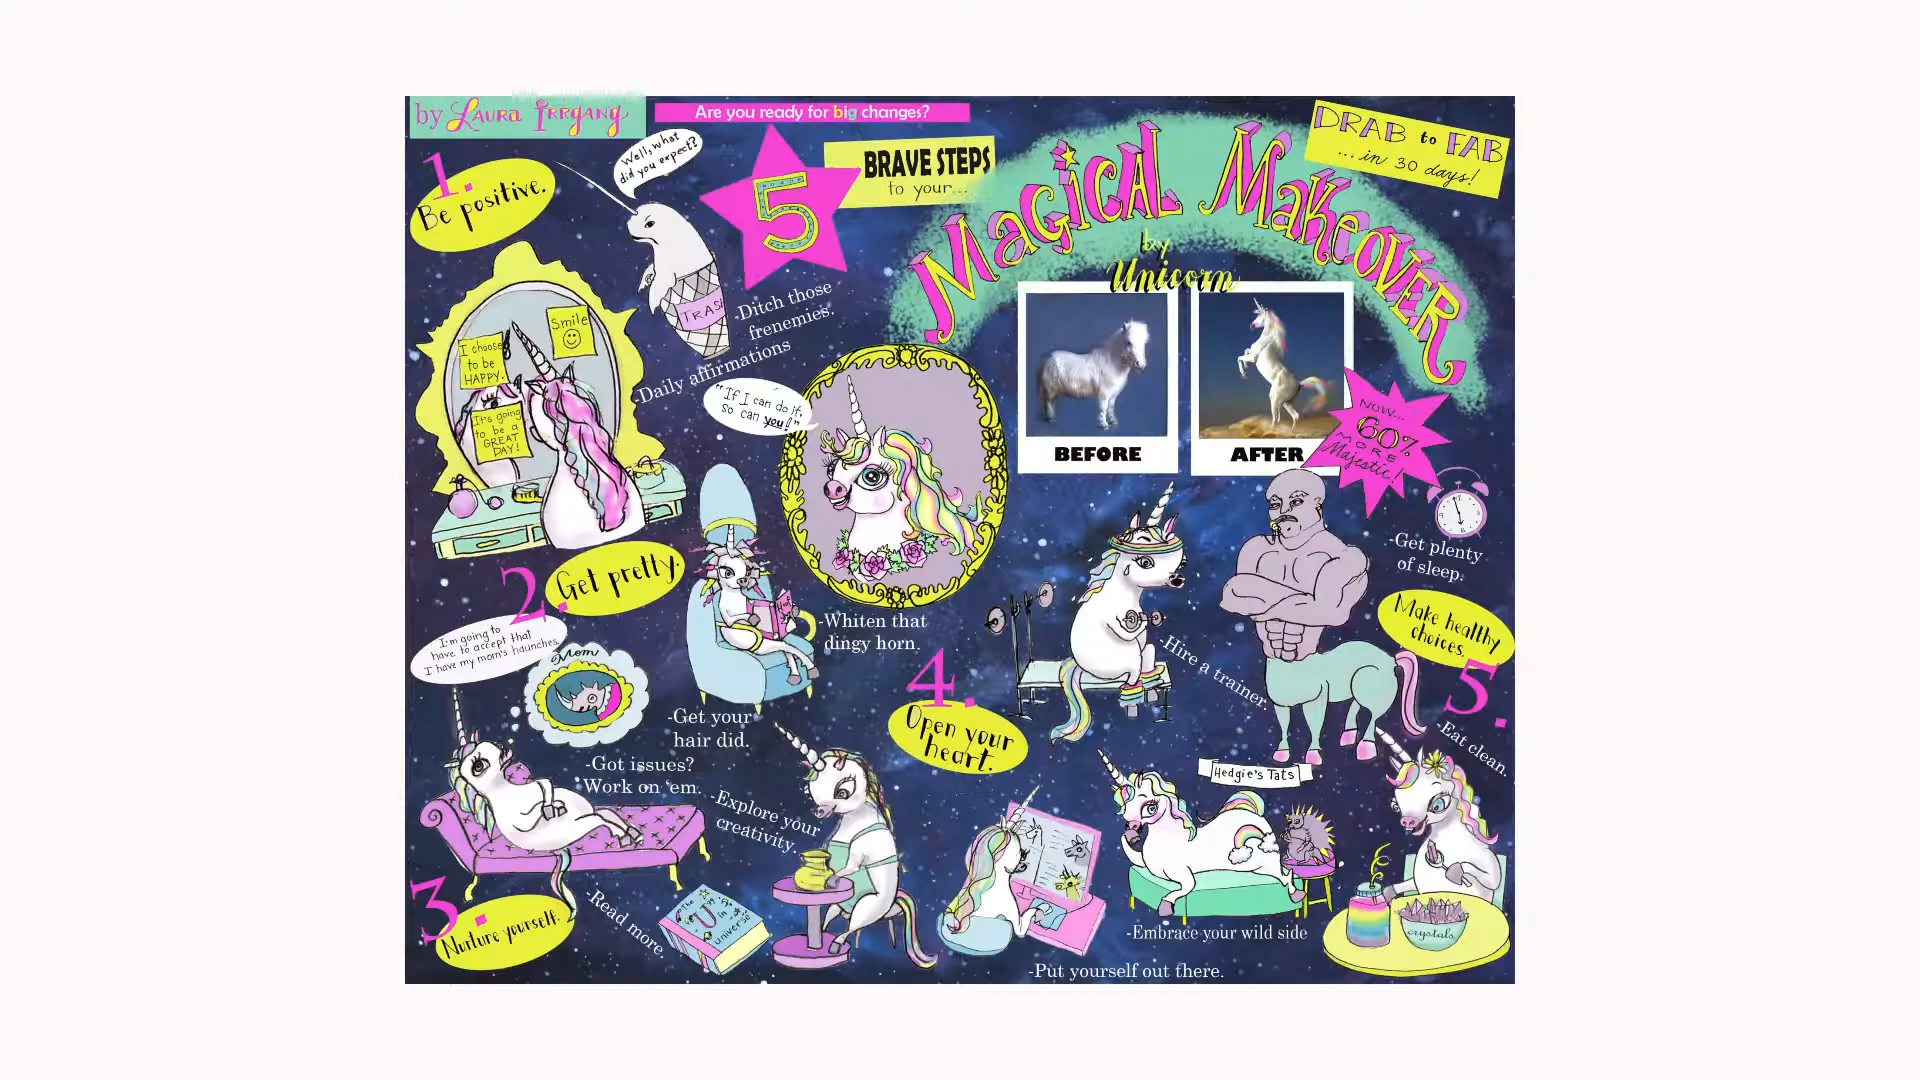 by LAURA IRRGANG
Are you ready for big changes?
DRAB to FAB
...in 30 days!
5
BRAVE STEPS
to your...
MAGICAL MAKEOVER
by
Unicorn
BEFORE
AFTER
NOW...
60%
MORE
Majestic!
1.
Be positive.
Well, what
did you expect?
TRASH
-Ditch those
frenemies.
-Daily affirmations
Smile
I choose
to be
HAPPY.
It's going
to be a
GREAT
DAY!
"If I can do it,
so can you!"
2.
Get pretty.
-Whiten that
dingy horn.
-Get your
hair did.
I'm going to
have to accept that
I have my mom's haunches.
Mom
-Got issues?
Work on 'em.
-Explore your
creativity.
3.
Nurture yourself.
-Read more.
The
"U"
in
universe
4.
Open your
heart.
-Put yourself out there.
-Embrace your wild side
Hedgie's Tats
-Hire a trainer.
-Get plenty
of sleep.
Make healthy
choices.
5.
-Eat clean.
crystals